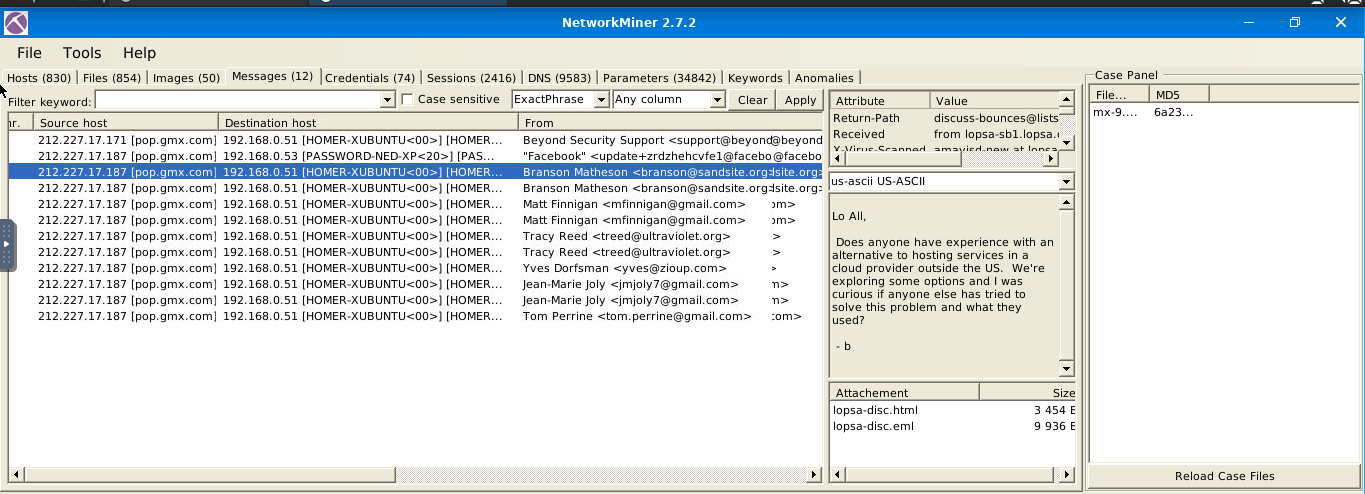 NetworkMiner 2.7.2
File Tools Help
Hosts (830) Files (854) Images (50) Messages (12) Credentials (74) Sessions (2416) DNS (9583) Parameters (34842) Keywords Anomalies
Filter keyword: Case sensitive ExactPhrase Any column Clear Apply
nr. Source host Destination host From
212.227.17.171 [pop.gmx.com] 192.168.0.51 [HOMER-XUBUNTU<00>] [HOMER... Beyond Security Support <support@beyond
212.227.17.187 [pop.gmx.com] 192.168.0.53 [PASSWORD-NED-XP<20>] [PAS... "Facebook" <update+zrdzhehcvfe1@facebo
212.227.17.187 [pop.gmx.com] 192.168.0.51 [HOMER-XUBUNTU<00>] [HOMER... Branson Matheson <branson@sandsite.org
212.227.17.187 [pop.gmx.com] 192.168.0.51 [HOMER-XUBUNTU<00>] [HOMER... Branson Matheson <branson@sandsite.org
212.227.17.187 [pop.gmx.com] 192.168.0.51 [HOMER-XUBUNTU<00>] [HOMER... Matt Finnigan <mfinnigan@gmail.com>
212.227.17.187 [pop.gmx.com] 192.168.0.51 [HOMER-XUBUNTU<00>] [HOMER... Matt Finnigan <mfinnigan@gmail.com>
212.227.17.187 [pop.gmx.com] 192.168.0.51 [HOMER-XUBUNTU<00>] [HOMER... Tracy Reed <treed@ultraviolet.org>
212.227.17.187 [pop.gmx.com] 192.168.0.51 [HOMER-XUBUNTU<00>] [HOMER... Tracy Reed <treed@ultraviolet.org>
212.227.17.187 [pop.gmx.com] 192.168.0.51 [HOMER-XUBUNTU<00>] [HOMER... Yves Dorfsman <yves@zioup.com>
212.227.17.187 [pop.gmx.com] 192.168.0.51 [HOMER-XUBUNTU<00>] [HOMER... Jean-Marie Joly <jmjoly7@gmail.com>
212.227.17.187 [pop.gmx.com] 192.168.0.51 [HOMER-XUBUNTU<00>] [HOMER... Jean-Marie Joly <jmjoly7@gmail.com>
212.227.17.187 [pop.gmx.com] 192.168.0.51 [HOMER-XUBUNTU<00>] [HOMER... Tom Perrine <tom.perrine@gmail.com>
Attribute Value
Return-Path discuss-bounces@lists
Received from lopsa-sb1.lopsa.
X-Virus-Scanned amavisd-new at lopsa
us-ascii US-ASCII
Lo All,
Does anyone have experience with an
alternative to hosting services in a
cloud provider outside the US. We're
exploring some options and I was
curious if anyone else has tried to
solve this problem and what they
used?
- b
Attachement Size
lopsa-disc.html 3 454 B
lopsa-disc.eml 9 936 B
Case Panel
File... MD5
mx-9.... 6a23...
Reload Case Files